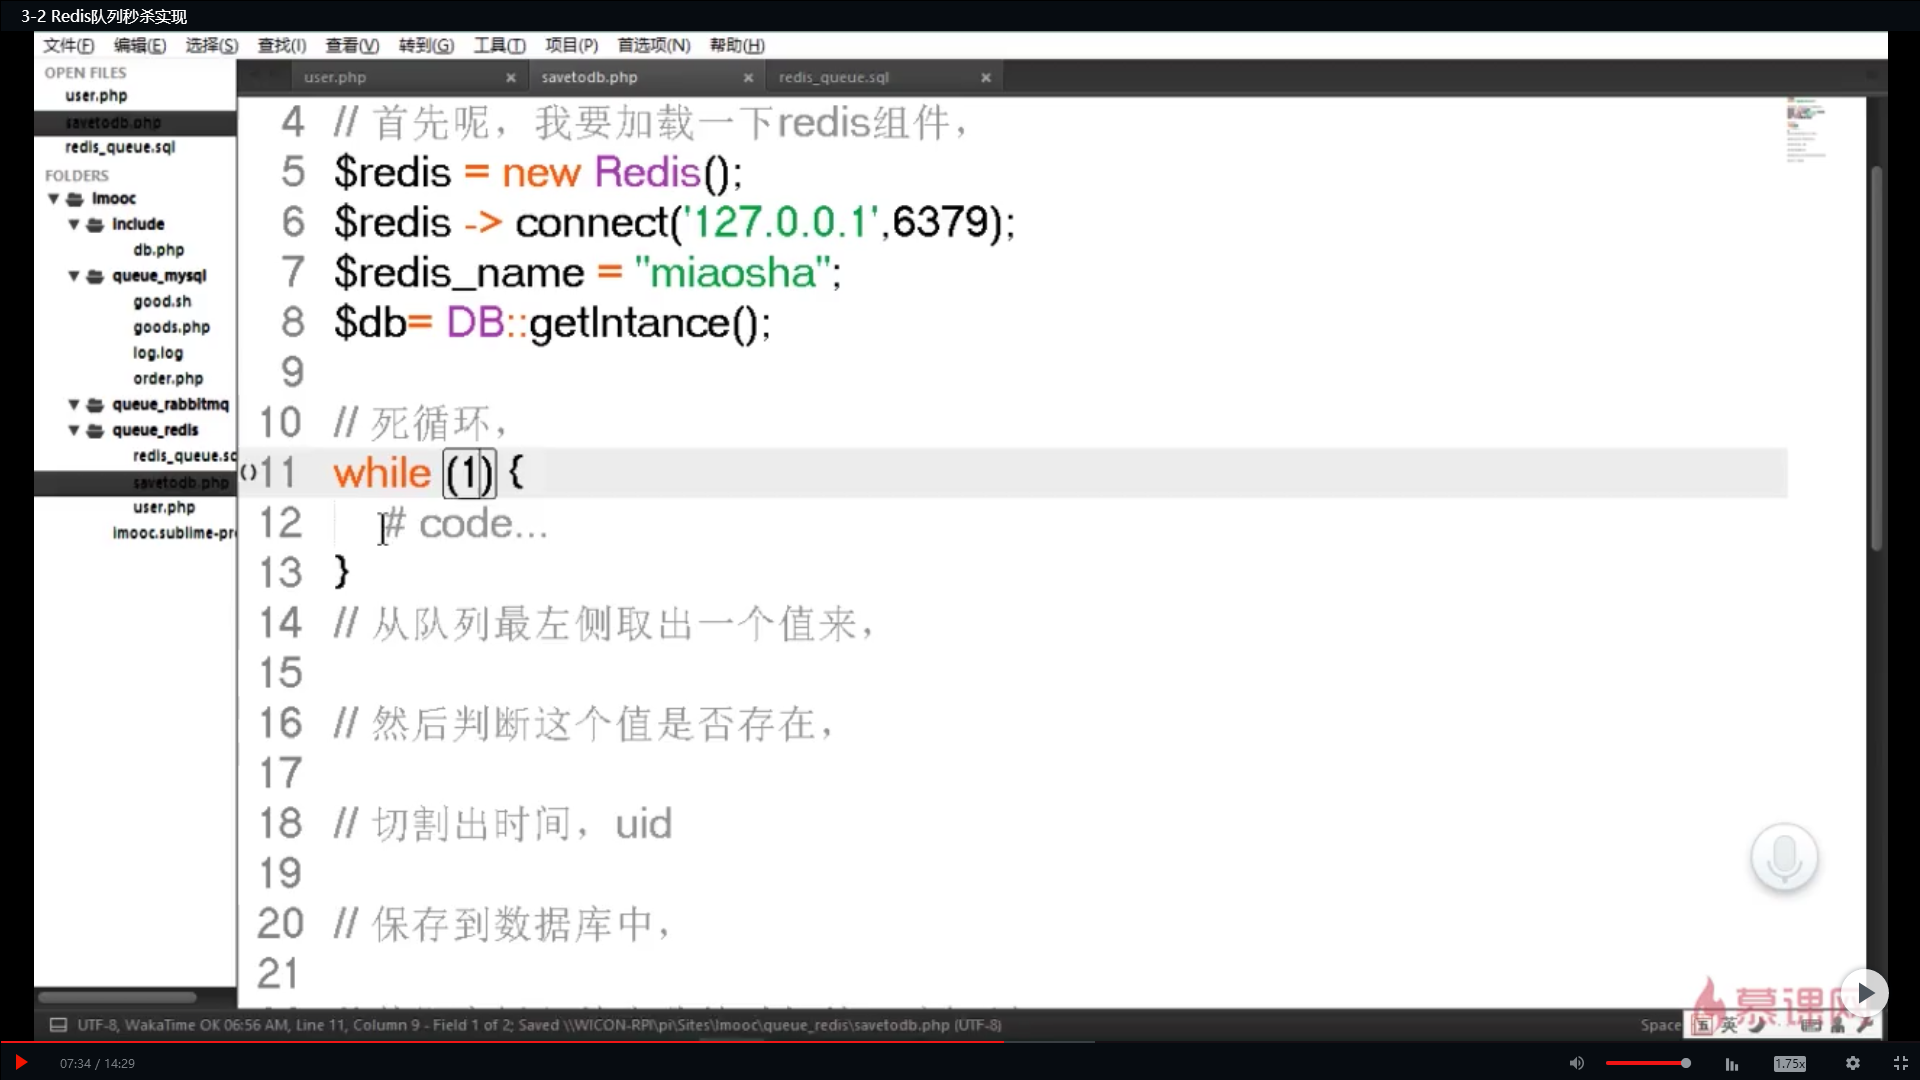 3-2 Redis队列秒杀实现
文件(F) 编辑(E) 选择(S) 查找(I) 查看(V) 转到(G) 工具(T) 项目(P) 首选项(N) 帮助(H)
OPEN FILES
user.php
savetodb.php
redis_queue.sql
FOLDERS
imooc
include
db.php
queue_mysql
good.sh
goods.php
log.log
order.php
queue_rabbitmq
queue_redis
redis_queue.sc
savetodb.php
user.php
imooc.sublime-pr
user.php × savetodb.php × redis_queue.sql ×
4 // 首先呢，我要加载一下redis组件，
5 $redis = new Redis();
6 $redis -> connect('127.0.0.1',6379);
7 $redis_name = "miaosha";
8 $db= DB::getIntance();
9
10 // 死循环，
11 while (1) {
12 # code...
13 }
14 // 从队列最左侧取出一个值来，
15
16 // 然后判断这个值是否存在，
17
18 // 切割出时间，uid
19
20 // 保存到数据库中，
21
UTF-8, WakaTime OK 06:56 AM, Line 11, Column 9 - Field 1 of 2; Saved \\WICON-RPI\pi\Sites\imooc\queue_redis\savetodb.php (UTF-8)
Space
慕课网
五 英
07:34 / 14:29
1.75x